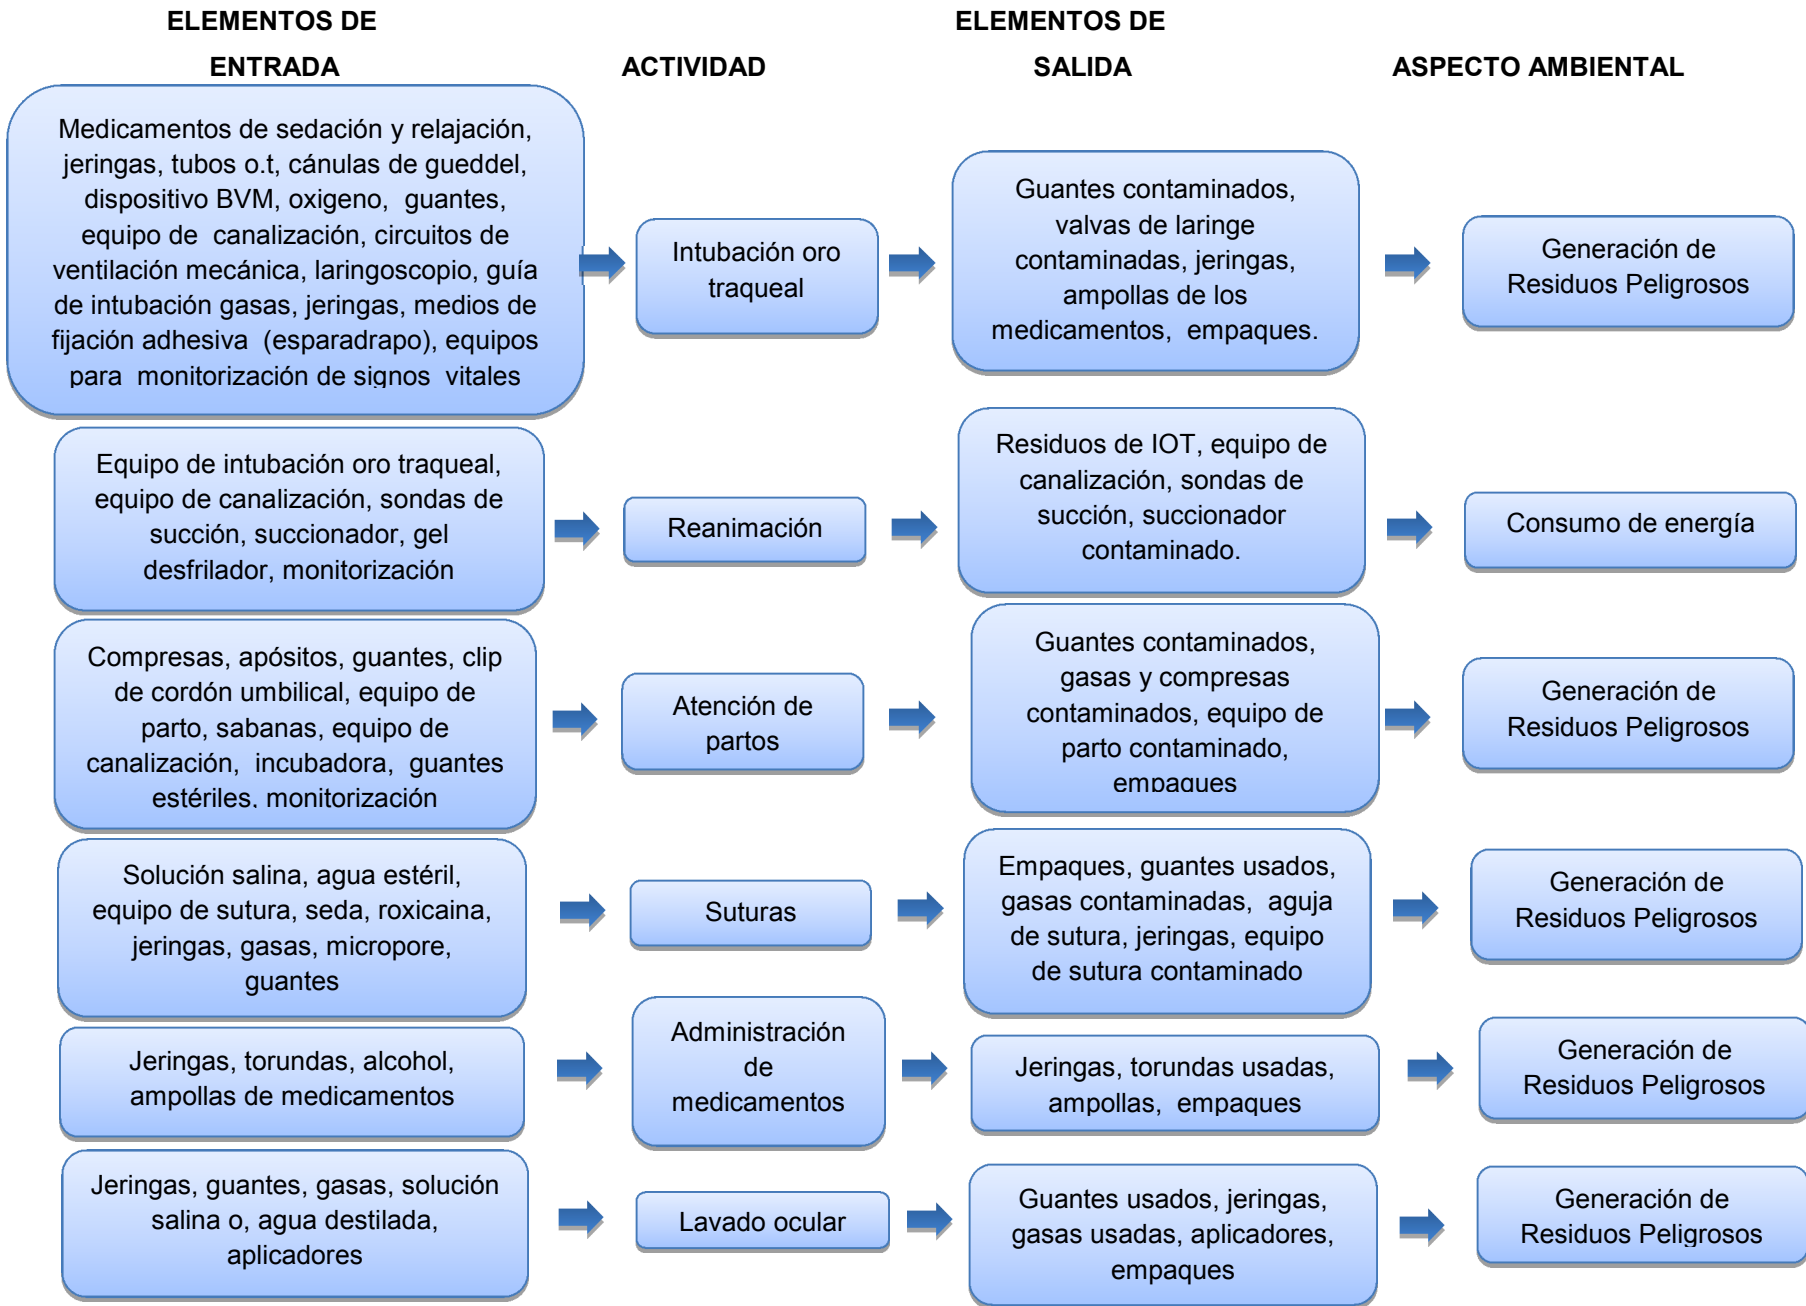 ELEMENTOS DE
ENTRADA
ACTIVIDAD
ELEMENTOS DE
SALIDA
ASPECTO AMBIENTAL
Medicamentos de sedación y relajación,
jeringas, tubos o.t, cánulas de gueddel,
dispositivo BVM, oxigeno, guantes,
equipo de canalización, circuitos de
ventilación mecánica, laringoscopio, guía
de intubación gasas, jeringas, medios de
fijación adhesiva (esparadrapo), equipos
para monitorización de signos vitales
Intubación oro
traqueal
Guantes contaminados,
valvas de laringe
contaminadas, jeringas,
ampollas de los
medicamentos, empaques.
Generación de
Residuos Peligrosos
Equipo de intubación oro traqueal,
equipo de canalización, sondas de
succión, succionador, gel
desfrilador, monitorización
Reanimación
Residuos de IOT, equipo de
canalización, sondas de
succión, succionador
contaminado.
Consumo de energía
Compresas, apósitos, guantes, clip
de cordón umbilical, equipo de
parto, sabanas, equipo de
canalización, incubadora, guantes
estériles, monitorización
Atención de
partos
Guantes contaminados,
gasas y compresas
contaminados, equipo de
parto contaminado,
empaques
Generación de
Residuos Peligrosos
Solución salina, agua estéril,
equipo de sutura, seda, roxicaina,
jeringas, gasas, micropore,
guantes
Suturas
Empaques, guantes usados,
gasas contaminadas, aguja
de sutura, jeringas, equipo
de sutura contaminado
Generación de
Residuos Peligrosos
Jeringas, torundas, alcohol,
ampollas de medicamentos
Administración
de
medicamentos
Jeringas, torundas usadas,
ampollas, empaques
Generación de
Residuos Peligrosos
Jeringas, guantes, gasas, solución
salina o, agua destilada,
aplicadores
Lavado ocular
Guantes usados, jeringas,
gasas usadas, aplicadores,
empaques
Generación de
Residuos Peligrosos